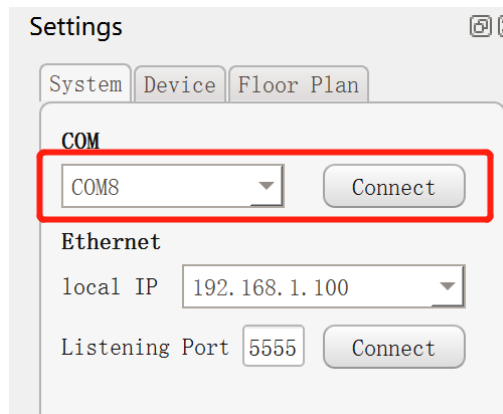 Settings
System Device Floor Plan
COM
COM8 Connect
Ethernet
local IP 192.168.1.100
Listening Port 5555 Connect